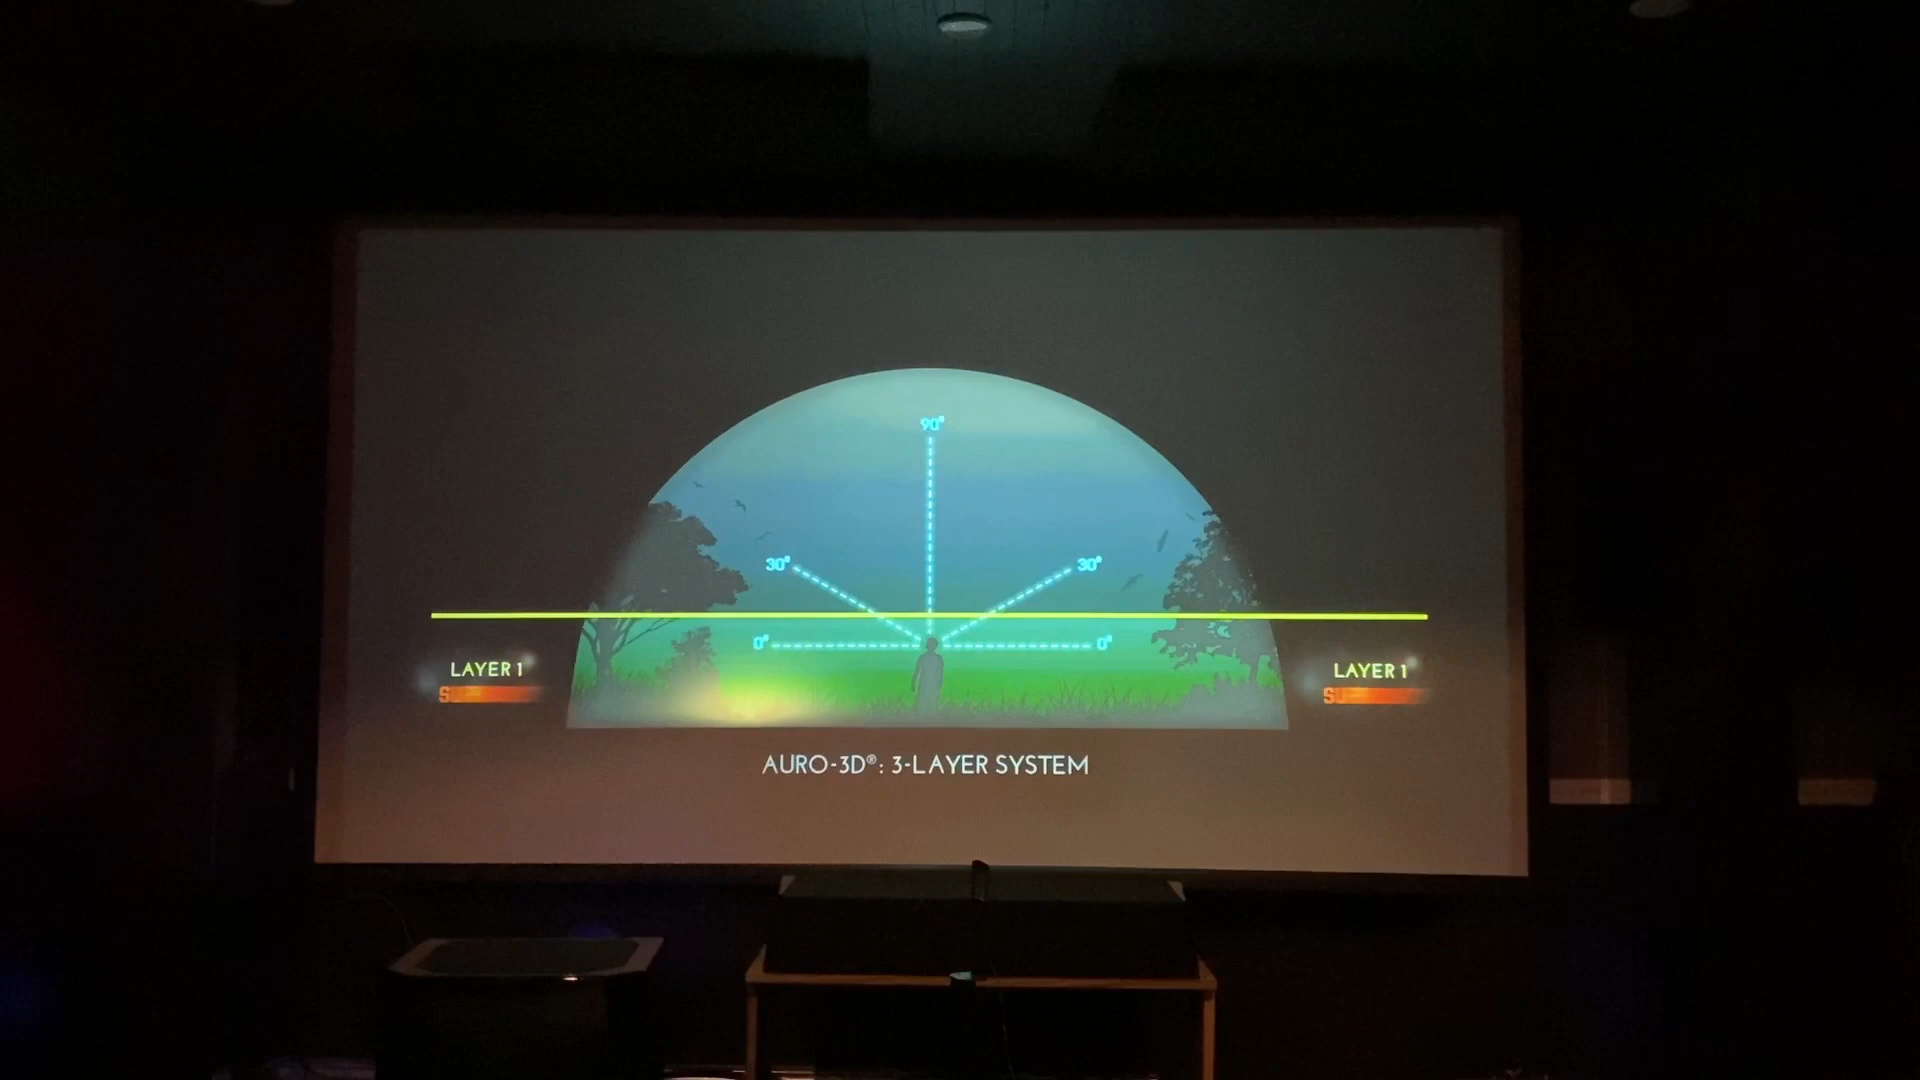 90°
30° 30°
0° 0°
LAYER 1 LAYER 1
AURO-3D®: 3-LAYER SYSTEM